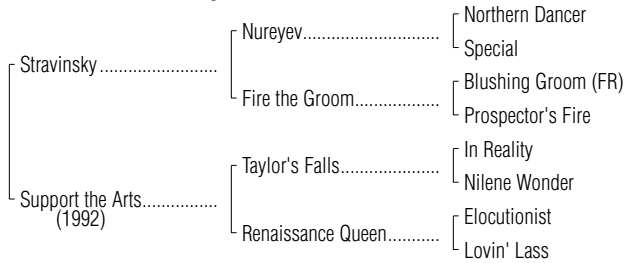 Northern Dancer
Nureyev
Special
Stravinsky
Blushing Groom (FR)
Fire the Groom
Prospector's Fire
In Reality
Taylor's Falls
Nilene Wonder
Support the Arts
(1992)
Elocutionist
Renaissance Queen
Lovin' Lass